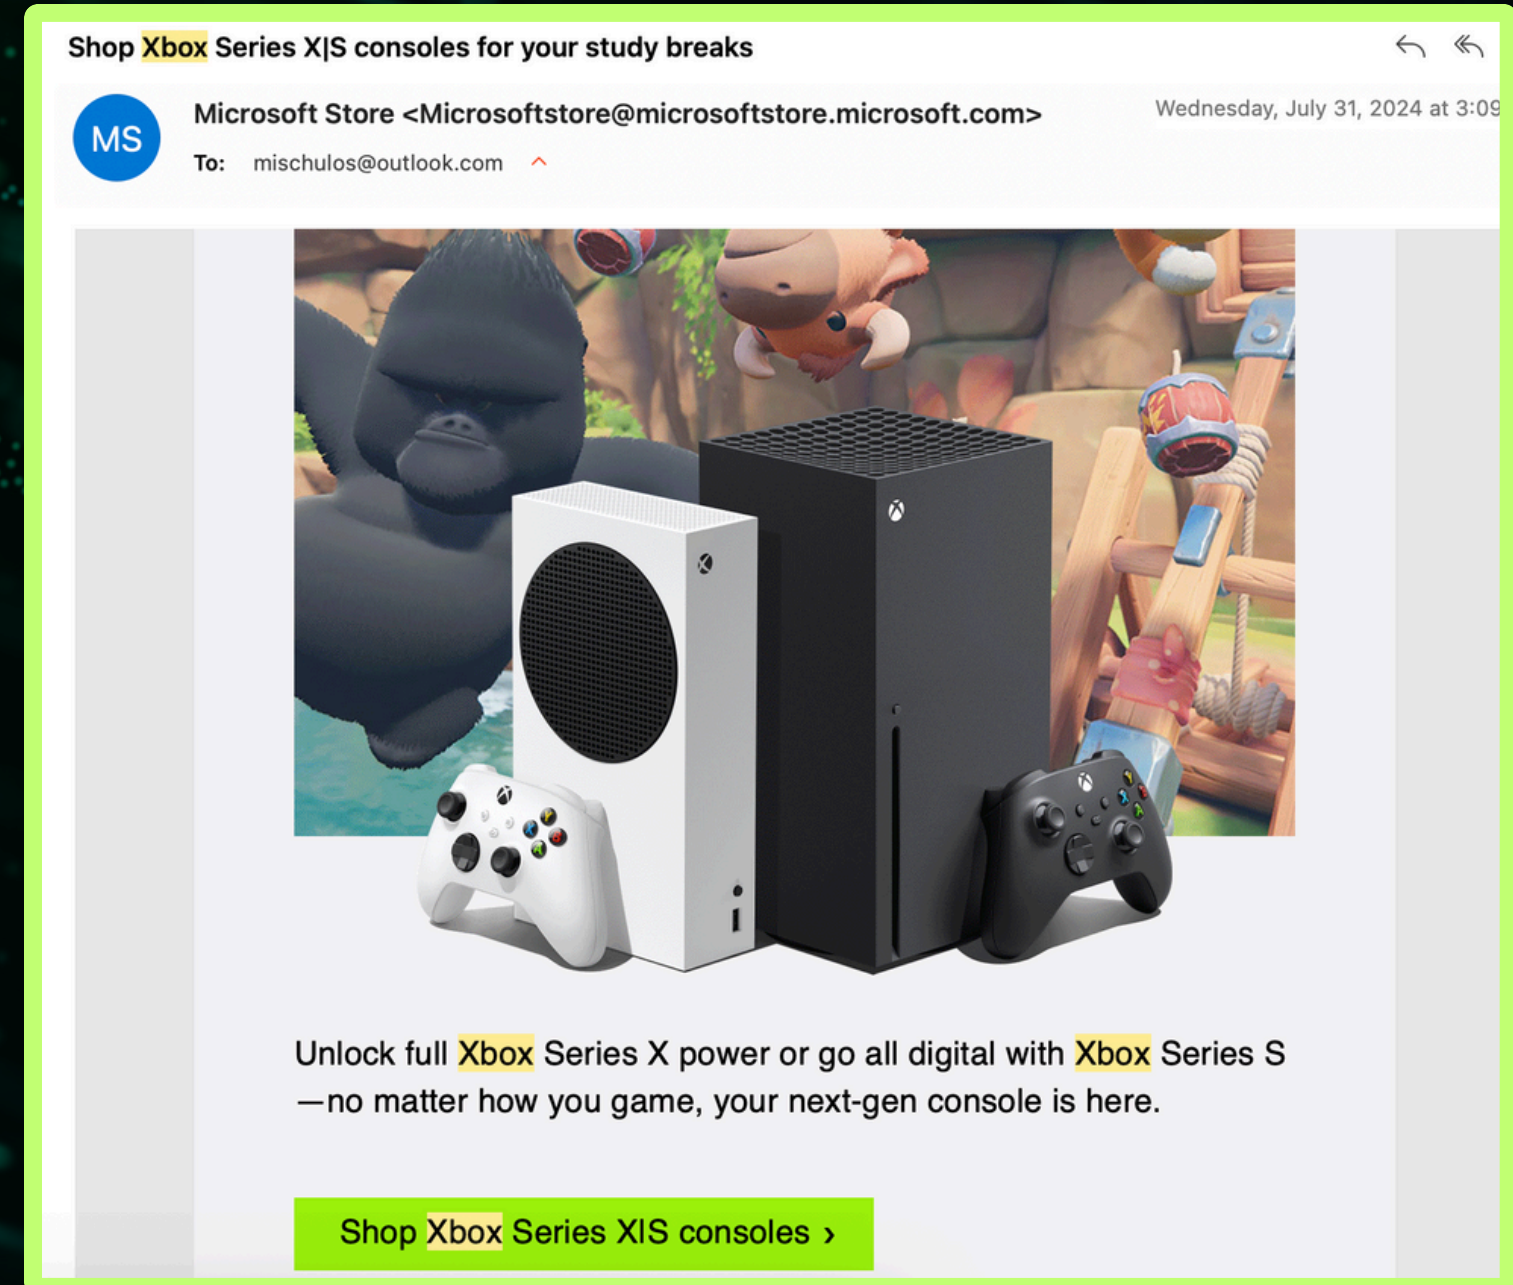 Shop Xbox Series X|S consoles for your study breaks
MS
Microsoft Store <Microsoftstore@microsoftstore.microsoft.com>
Wednesday, July 31, 2024 at 3:09
To: mischulos@outlook.com
Y
X
B
A
Y
X
B
A
Unlock full Xbox Series X power or go all digital with Xbox Series S
—no matter how you game, your next-gen console is here.
Shop Xbox Series X|S consoles ›